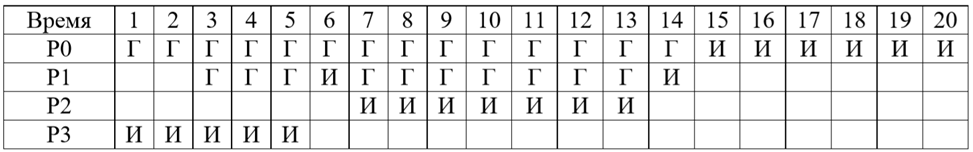 Время 1 2 3 4 5 6 7 8 9 10 11 12 13 14 15 16 17 18 19 20
P0 Г Г Г Г Г Г Г Г Г Г Г Г Г Г И И И И И И
P1 Г Г Г И Г Г Г Г Г Г Г И
P2 И И И И И И И
P3 И И И И И